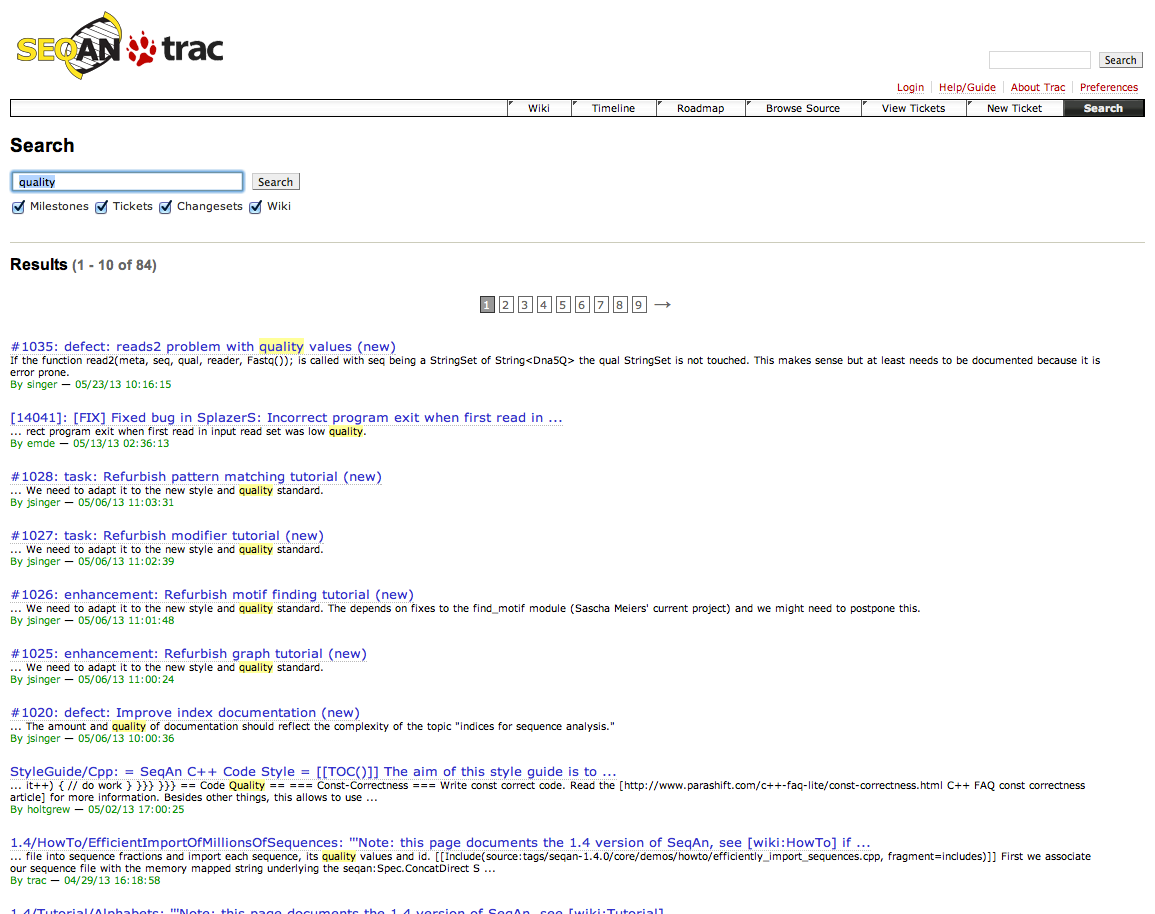 SEQAN trac
Search
Login Help/Guide About Trac Preferences
Wiki Timeline Roadmap Browse Source View Tickets New Ticket Search
Search
quality Search
Milestones Tickets Changesets Wiki
Results (1 - 10 of 84)
1 2 3 4 5 6 7 8 9 →
#1035: defect: reads2 problem with quality values (new)
If the function read2(meta, seq, qual, reader, Fastq()); is called with seq being a StringSet of String<Dna5Q> the qual StringSet is not touched. This makes sense but at least needs to be documented because it is
error prone.
By singer — 05/23/13 10:16:15
[14041]: [FIX] Fixed bug in SplazerS: Incorrect program exit when first read in ...
... rect program exit when first read in input read set was low quality.
By emde — 05/13/13 02:36:13
#1028: task: Refurbish pattern matching tutorial (new)
... We need to adapt it to the new style and quality standard.
By jsinger — 05/06/13 11:03:31
#1027: task: Refurbish modifier tutorial (new)
... We need to adapt it to the new style and quality standard.
By jsinger — 05/06/13 11:02:39
#1026: enhancement: Refurbish motif finding tutorial (new)
... We need to adapt it to the new style and quality standard. The depends on fixes to the find_motif module (Sascha Meiers' current project) and we might need to postpone this.
By jsinger — 05/06/13 11:01:48
#1025: enhancement: Refurbish graph tutorial (new)
... We need to adapt it to the new style and quality standard.
By jsinger — 05/06/13 11:00:24
#1020: defect: Improve index documentation (new)
... The amount and quality of documentation should reflect the complexity of the topic "indices for sequence analysis."
By jsinger — 05/06/13 10:00:36
StyleGuide/Cpp: = SeqAn C++ Code Style = [[TOC()]] The aim of this style guide is to ...
... it++) { // do work } }}} }}} == Code Quality == === Const-Correctness === Write const correct code. Read the [http://www.parashift.com/c++-faq-lite/const-correctness.html C++ FAQ const correctness
article] for more information. Besides other things, this allows to use ...
By holtgrew — 05/02/13 17:00:25
1.4/HowTo/EfficientImportOfMillionsOfSequences: '''Note: this page documents the 1.4 version of SeqAn, see [wiki:HowTo] if ...
... file into sequence fractions and import each sequence, its quality values and id. [[Include(source:tags/seqan-1.4.0/core/demos/howto/efficiently_import_sequences.cpp, fragment=includes)]] First we associate
our sequence file with the memory mapped string underlying the seqan:Spec.ConcatDirect S ...
By trac — 04/29/13 16:18:58
1.4/Tutorial/Alphabets: '''Note: this page documents the 1.4 version of SeqAn, see [wiki:Tutorial]